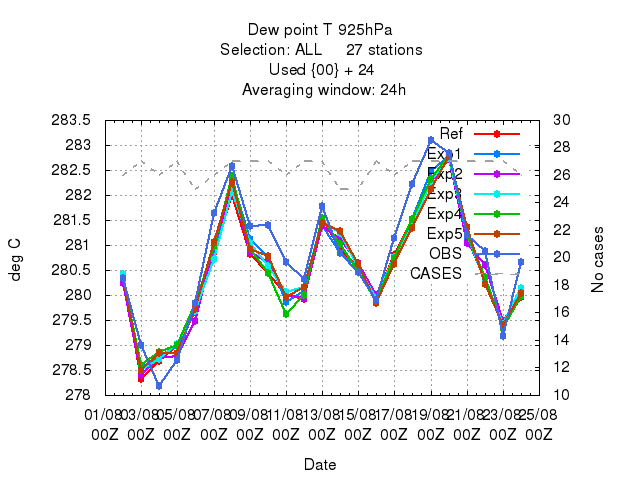 Dew point T 925hPa
Selection: ALL 27 stations
Used {00} + 24
Averaging window: 24h
283.5
283
282.5
282
281.5
281
280.5
280
279.5
279
278.5
278
deg C
30
28
26
24
22
20
18
16
14
12
10
No cases
Ref
Exp1
Exp2
Exp3
Exp4
Exp5
OBS
CASES
01/08 03/08 05/08 07/08 09/08 11/08 13/08 15/08 17/08 19/08 21/08 23/08 25/08
00Z 00Z 00Z 00Z 00Z 00Z 00Z 00Z 00Z 00Z 00Z 00Z 00Z
Date